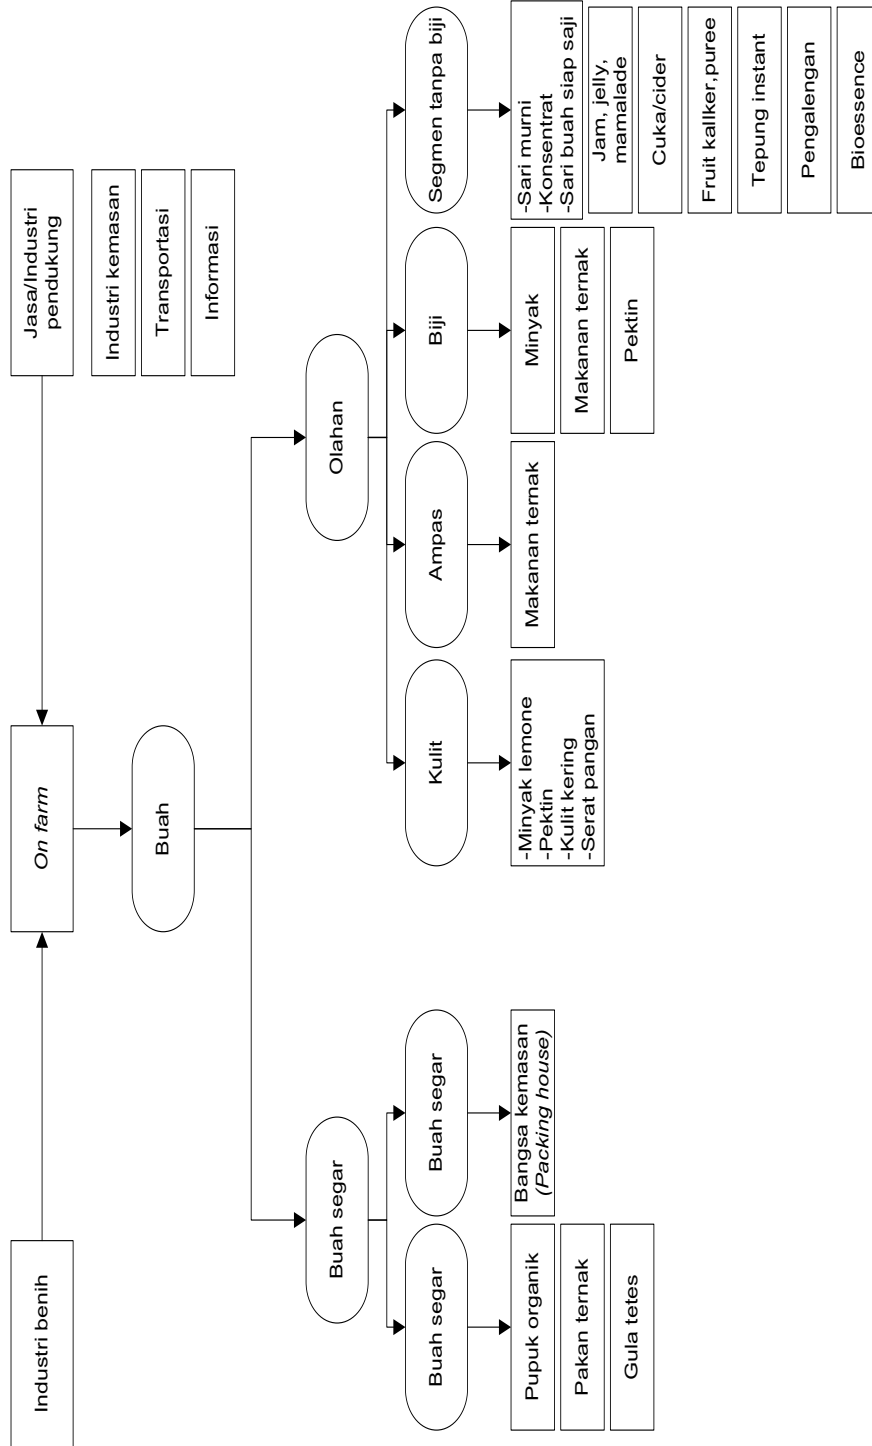 Industri benih
On farm
Jasa/Industri
pendukung
Industri kemasan
Transportasi
Informasi
Buah
Buah segar
Olahan
Buah segar
Buah segar
Kulit
Ampas
Biji
Segmen tanpa biji
Pupuk organik
Pakan ternak
Gula tetes
Bangsa kemasan
(Packing house)
-Minyak lemone
-Pektin
-Kulit kering
-Serat pangan
Makanan ternak
Minyak
Makanan ternak
Pektin
-Sari murni
-Konsentrat
-Sari buah siap saji
Jam, jelly,
mamalade
Cuka/cider
Fruit kallker,puree
Tepung instant
Pengalengan
Bioessence